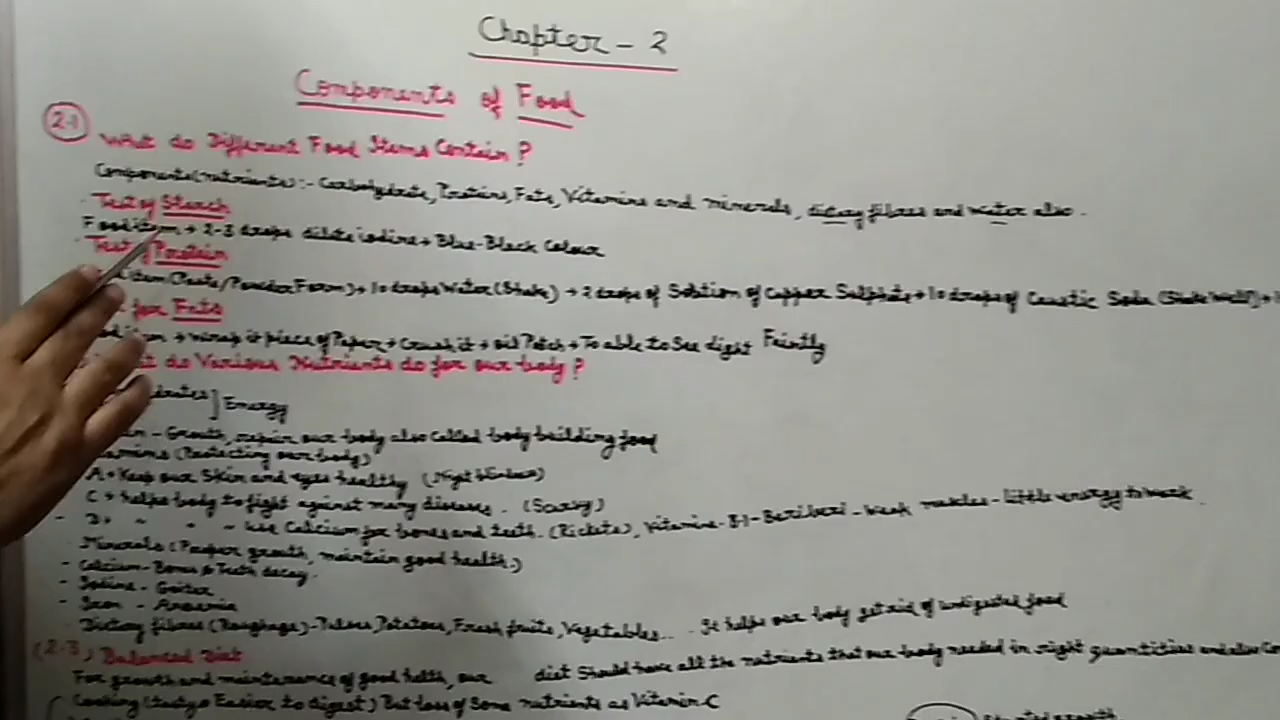 Chapter - 2
Components of Food
2.1
What do Different Food Items Contain?
Components(nutrients):- Carbohydrate, Proteins, Fats, Vitamins and minerals, dietary fibres and water also.
Test of Starch
Food item + 2-3 drops dilute iodine + Blue-Black Colour
Test of Protein
item (Paste/Powder Form) + 10 drops Water (Shake) + 2 drops of Solution of Copper Sulphate + 10 drops of Caustic Soda (Shake Well) +
for Fats
item + wrap it piece of Paper + Crush it + oil Patch + To able to See light Faintly
do Various Nutrients do for our body?
] Energy
- Growth, repair our body also called body building food
(Protecting our body)
A + Keep our Skin and eyes healthy (Night blindness)
C + helps body to fight against many diseases. (Scurvy)
- D + " " " use Calcium for bones and teeth. (Rickets), Vitamine-B1-Beriberi - Weak muscles - little energy to work
Minerals (Proper growth, maintain good health.)
- Calcium - Bones & Teeth decay.
- Iodine - Goiter
- Iron - Anaemia
Dietary fibres (Roughage) - Pulses, Potatoes, Fresh fruits, Vegetables.. . It helps our body get rid of undigested food
(2.3) Balanced Diet
For growth and maintenance of good helth, our diet Should have all the nutrients that our body needed in right quantities and also
Cooking (tasty & Easier to digest) But loss of Some nutrients as Vitamin-C
growth